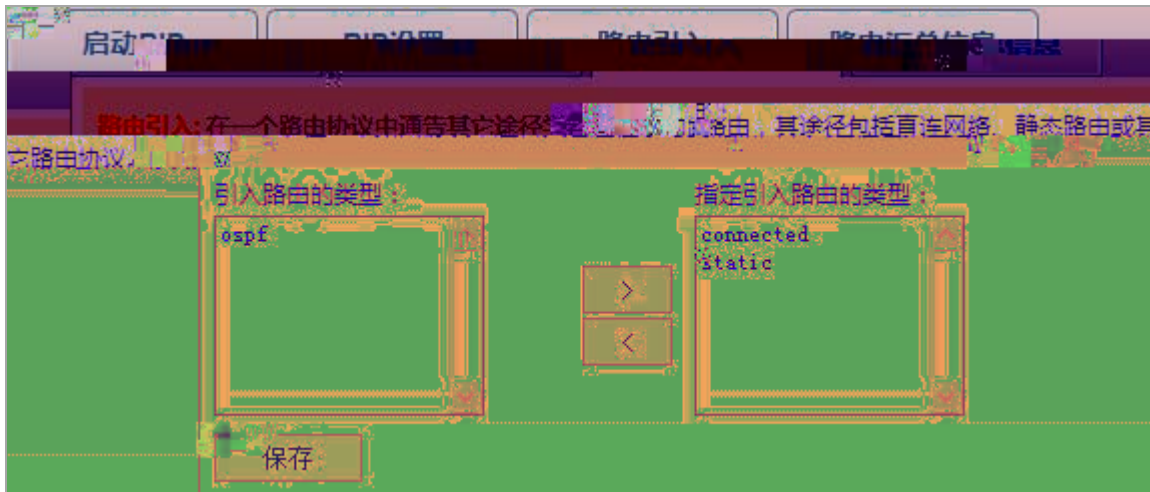 启动RIP RIP设置 路由引入 路由汇总信息
路由引入: 在一个路由协议中通告其它途径 的路由，其途径包括直连网络、静态路由或其
它路由协议。
引入路由的类型： 指定引入路由的类型：
ospf connected
static
>
<
保存